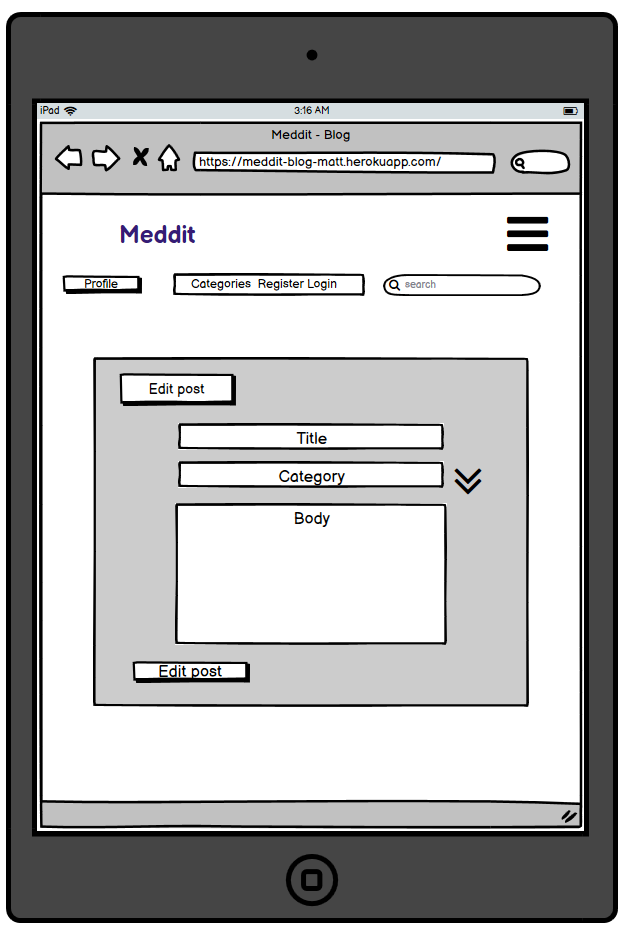 iPad 3:16 AM
Meddit - Blog
https://meddit-blog-matt.herokuapp.com/
Meddit
Profile Categories Register Login search
Edit post
Title
Category
Body
Edit post